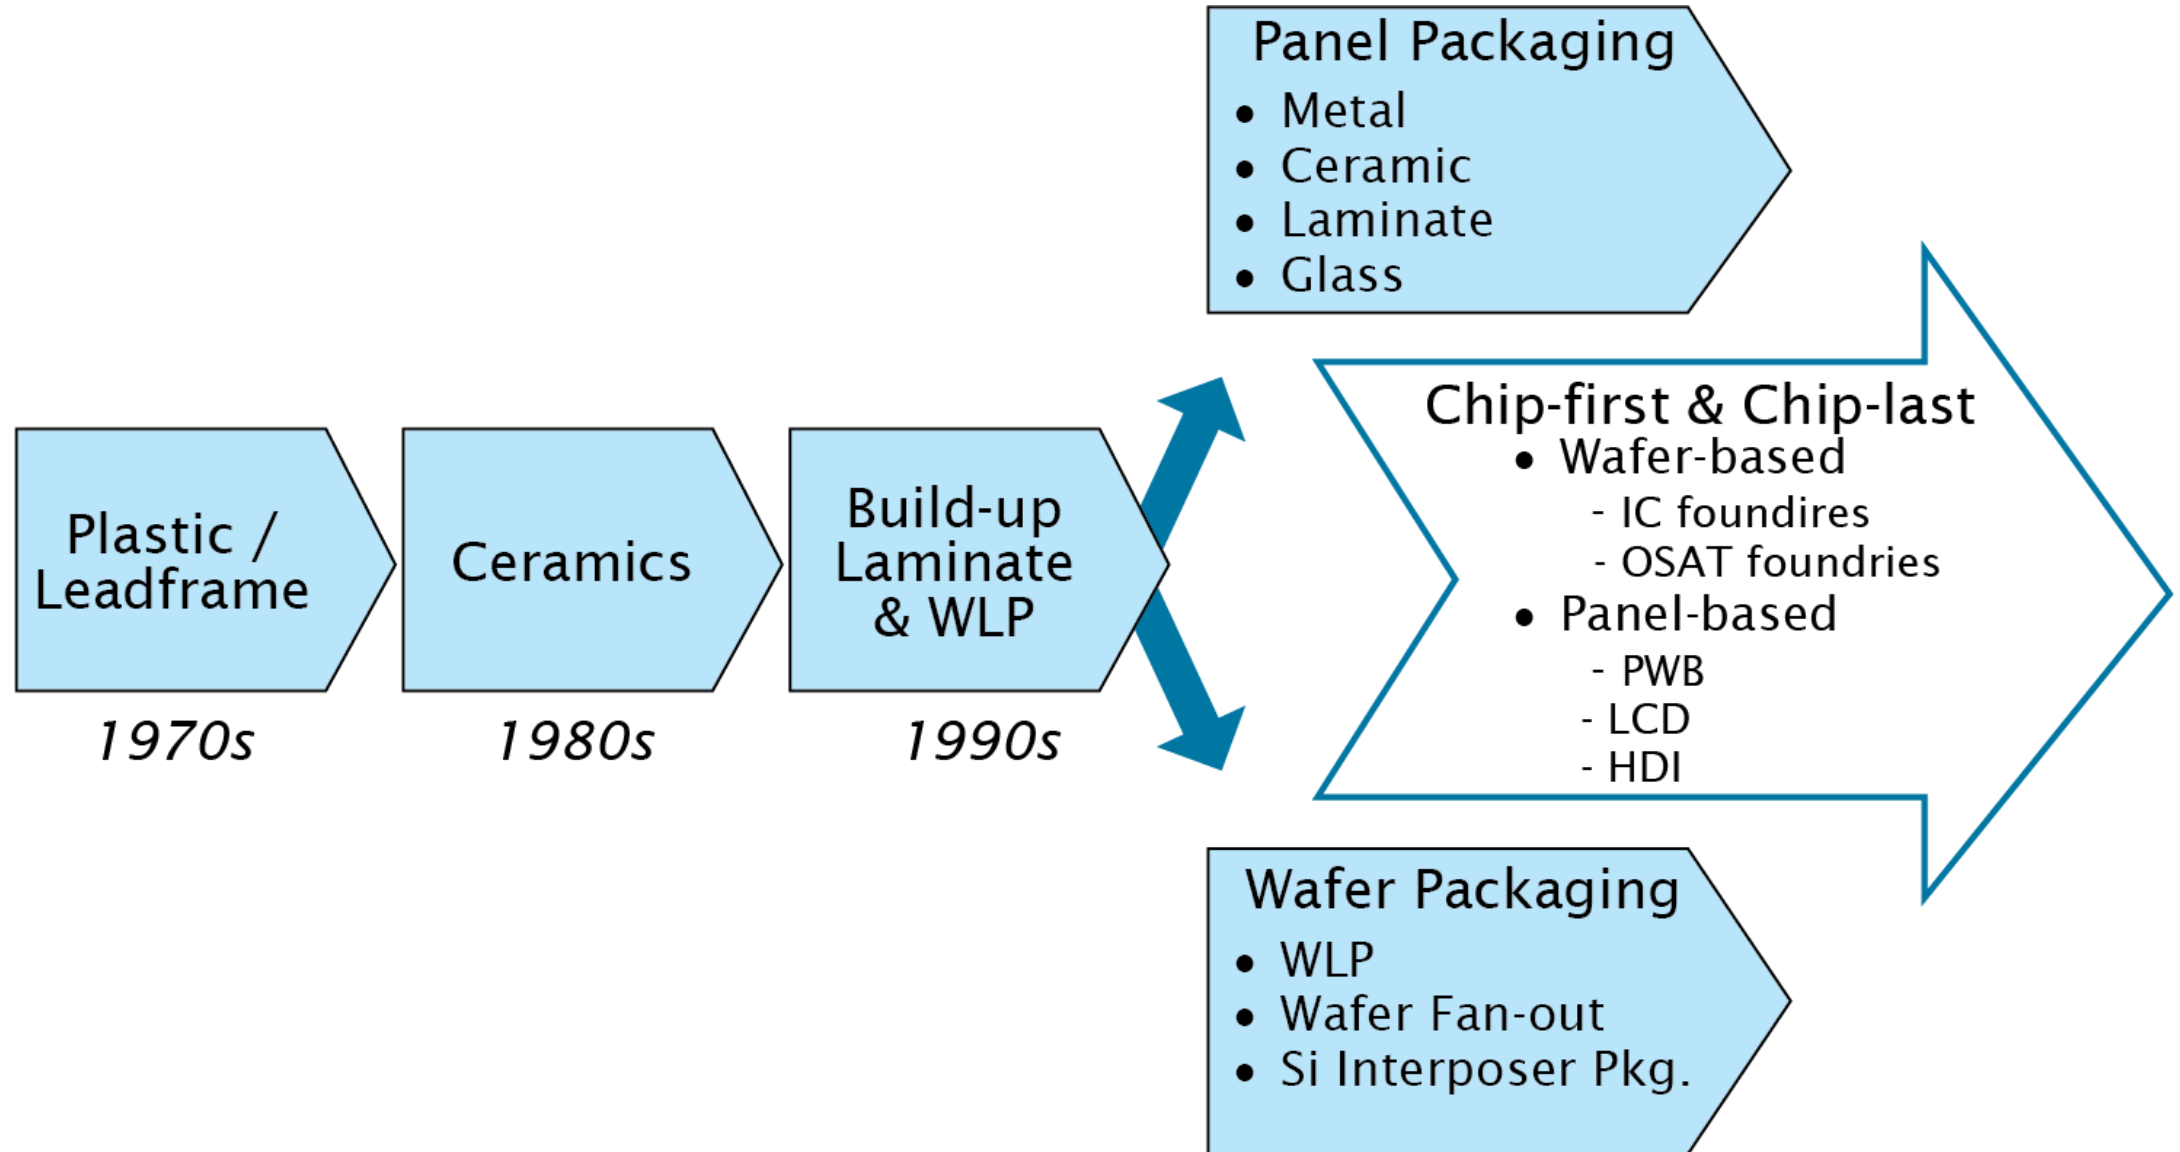 Panel Packaging
• Metal
• Ceramic
• Laminate
• Glass
Plastic /
Leadframe
1970s
Ceramics
1980s
Build-up
Laminate
& WLP
1990s
Chip-first & Chip-last
• Wafer-based
- IC foundires
- OSAT foundries
• Panel-based
- PWB
- LCD
- HDI
Wafer Packaging
• WLP
• Wafer Fan-out
• Si Interposer Pkg.